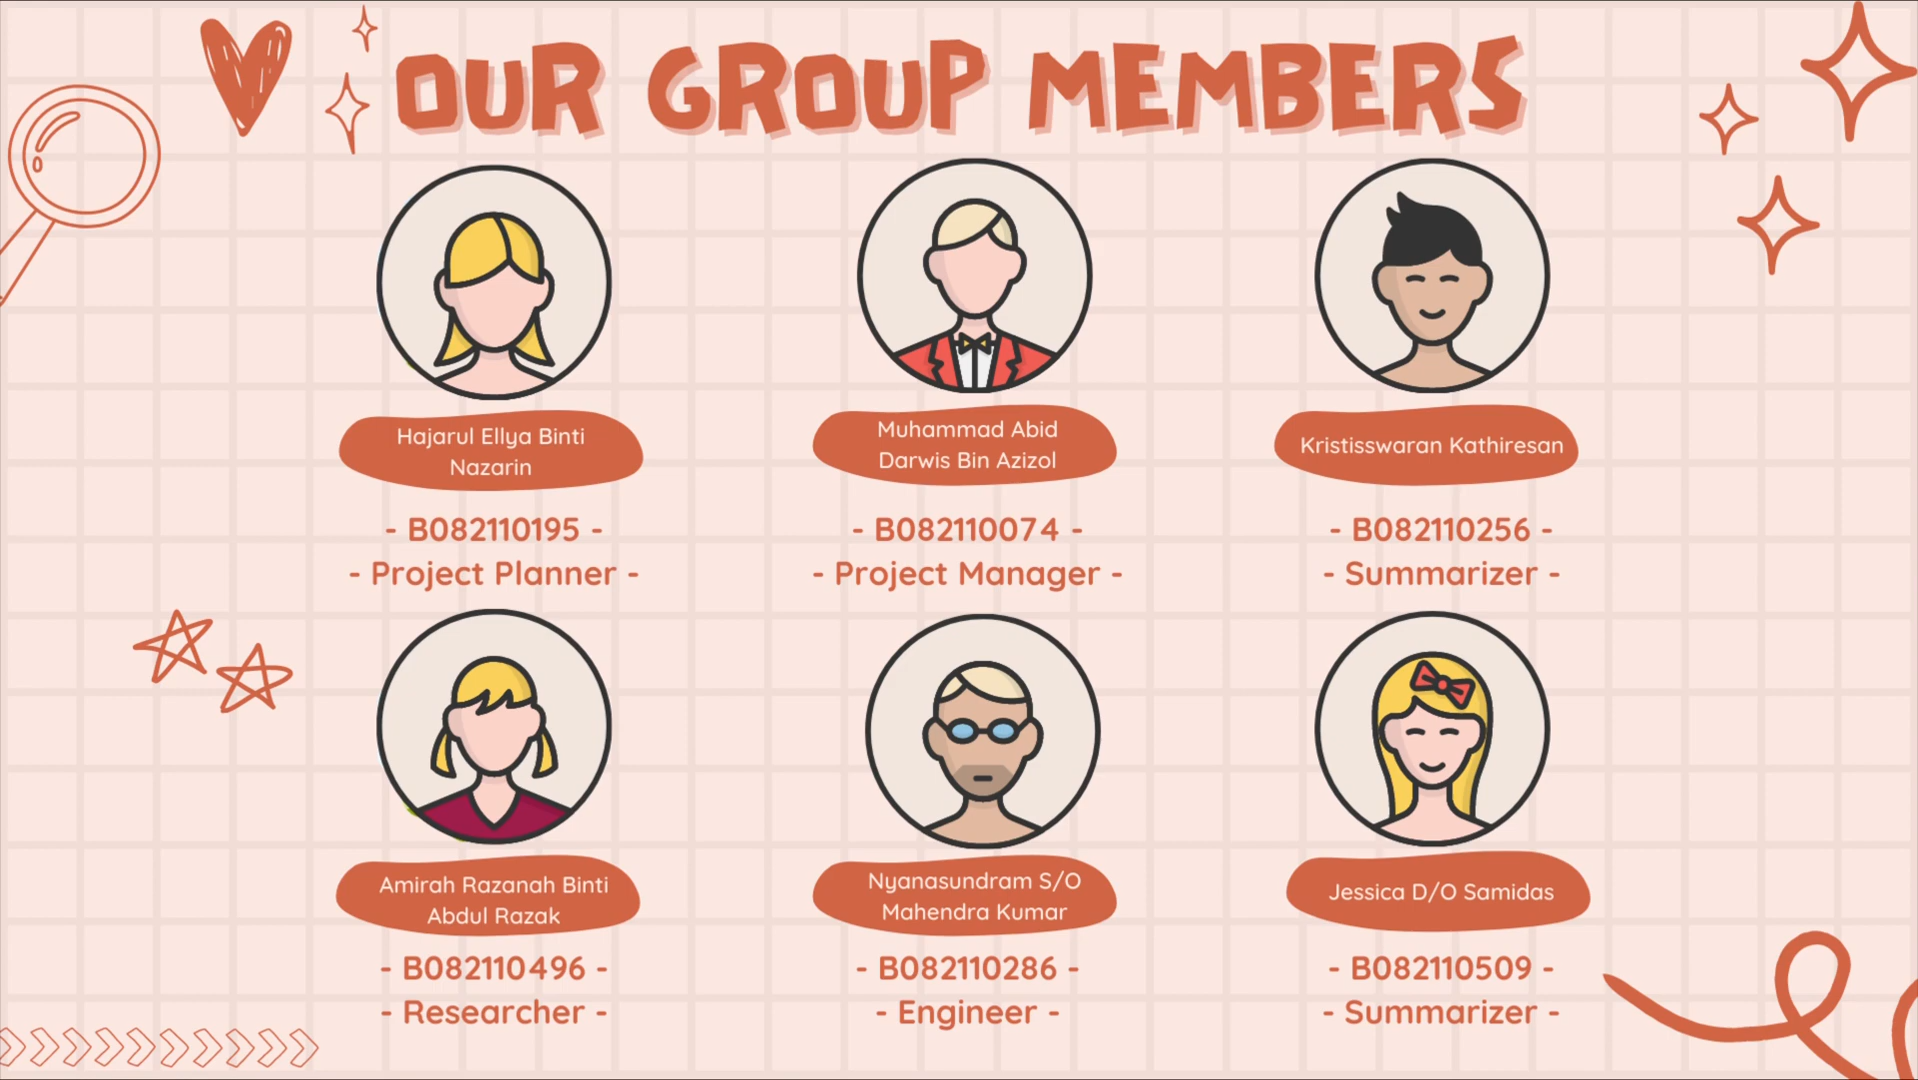 OUR GROUP MEMBERS
Hajarul Ellya Binti
Nazarin
- B082110195 -
- Project Planner -
Muhammad Abid
Darwis Bin Azizol
- B082110074 -
- Project Manager -
Kristisswaran Kathiresan
- B082110256 -
- Summarizer -
Amirah Razanah Binti
Abdul Razak
- B082110496 -
- Researcher -
Nyanasundram S/O
Mahendra Kumar
- B082110286 -
- Engineer -
Jessica D/O Samidas
- B082110509 -
- Summarizer -